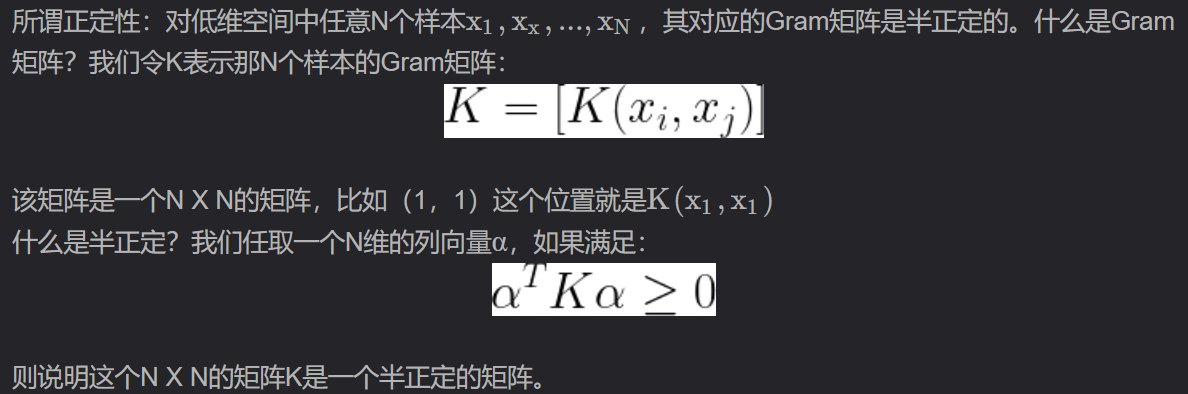 所谓正定性：对低维空间中任意N个样本x₁, xₓ, ..., x_N ，其对应的Gram矩阵是半正定的。什么是Gram
矩阵？我们令K表示那N个样本的Gram矩阵：
K = [K(x_i, x_j)]
该矩阵是一个N X N的矩阵，比如（1，1）这个位置就是K(x₁, x₁)
什么是半正定？我们任取一个N维的列向量α，如果满足：
α^T K α ≥ 0
则说明这个N X N的矩阵K是一个半正定的矩阵。